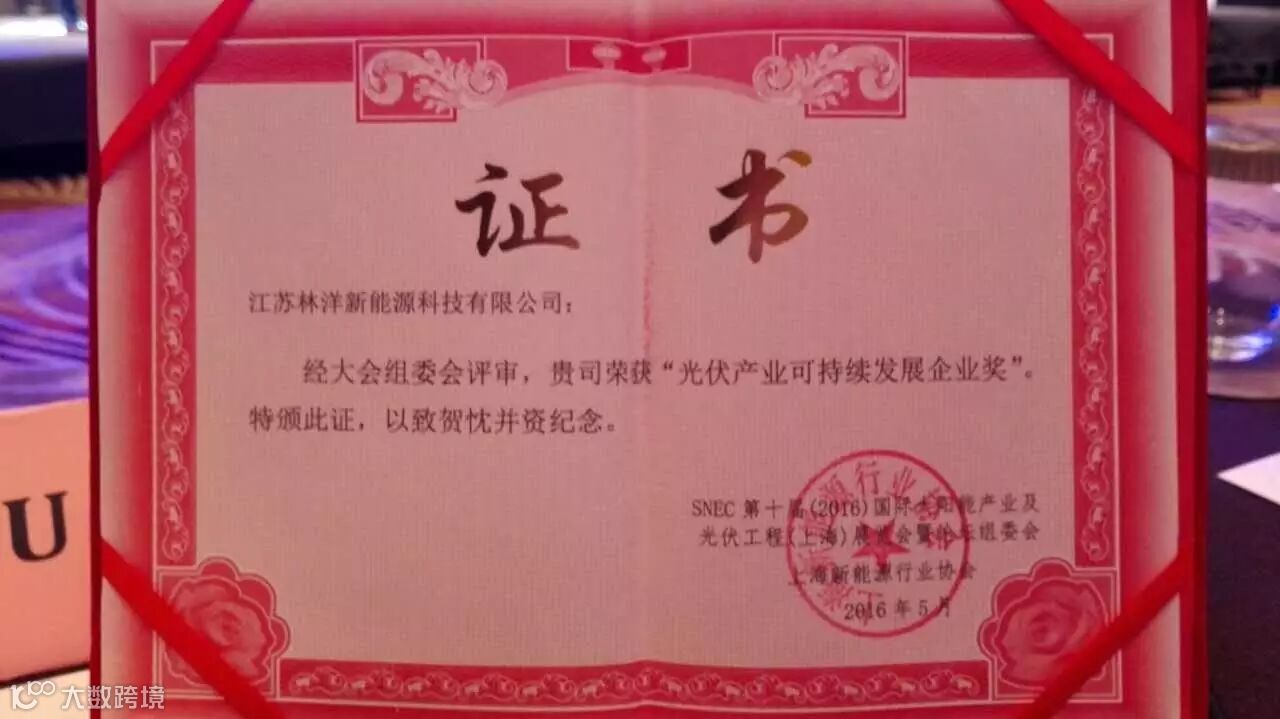 证 书
江苏林洋新能源科技有限公司：
经大会组委会评审，贵司荣获“光伏产业可持续发展企业奖”。
特颁此证，以致贺忱并资纪念。
SNEC 第十届(2016)国际太阳能产业及
光伏工程(上海)展览会暨论坛组委会
上海新能源行业协会
2016年5月
U
大数跨境